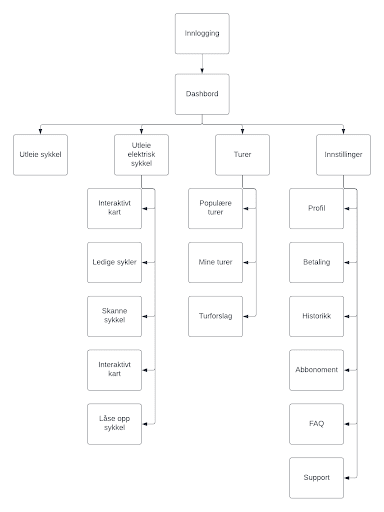 Innlogging
Dashbord
Utleie sykkel
Utleie
elektrisk
sykkel
Turer
Innstillinger
Interaktivt
kart
Ledige sykler
Skanne
sykkel
Interaktivt
kart
Låse opp
sykkel
Populære
turer
Mine turer
Turforslag
Profil
Betaling
Historikk
Abbonoment
FAQ
Support